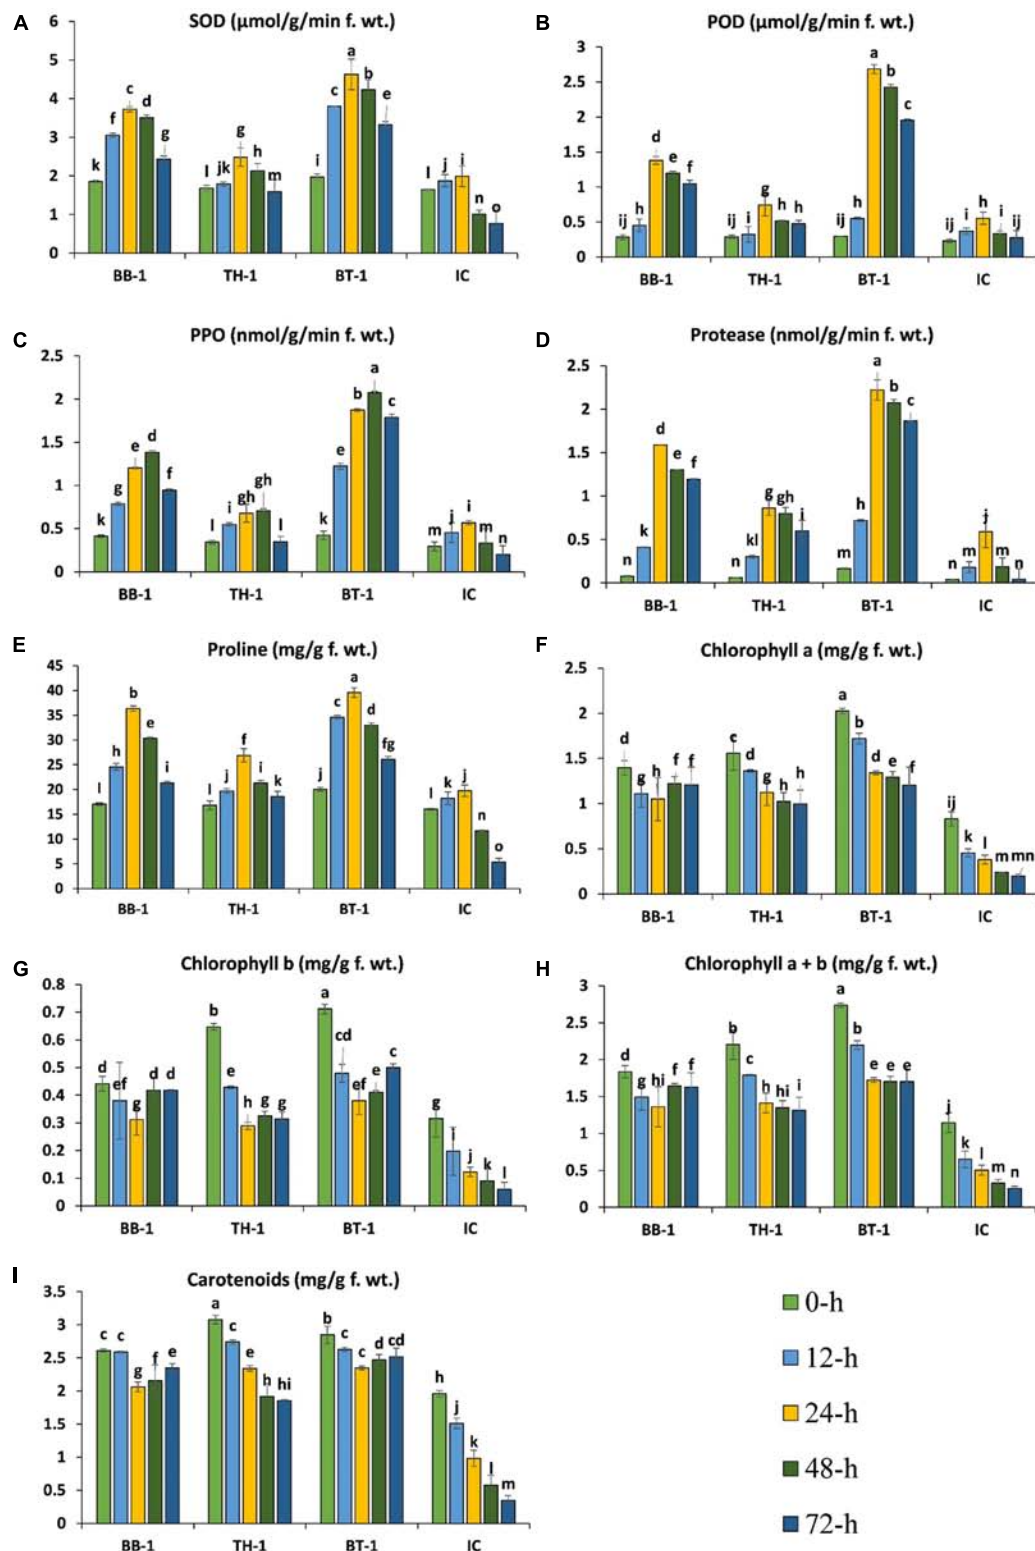 A
SOD (µmol/g/min f. wt.)
6
5
4
3
2
1
0
k f c d g
l jk g h m
i c a b e
l j i n o
BB-1 TH-1 BT-1 IC
B
POD (µmol/g/min f. wt.)
3
2.5
2
1.5
1
0.5
0
ij h d e f
ij i g h h
ij h a b c
ij i h i i
BB-1 TH-1 BT-1 IC
C
PPO (nmol/g/min f. wt.)
2.5
2
1.5
1
0.5
0
k g e d f
l i gh gh l
k e b a c
m j i m n
BB-1 TH-1 BT-1 IC
D
Protease (nmol/g/min f. wt.)
2.5
2
1.5
1
0.5
0
n k d e f
n kl g gh i
m h a b c
n m j m n
BB-1 TH-1 BT-1 IC
E
Proline (mg/g f. wt.)
45
40
35
30
25
20
15
10
5
0
l h b e i
l j f i k
j c a d fg
l k j n o
BB-1 TH-1 BT-1 IC
F
Chlorophyll a (mg/g f. wt.)
2.5
2
1.5
1
0.5
0
d g h f f
c d g h h
a b d e f
ij k l m mn
BB-1 TH-1 BT-1 IC
G
Chlorophyll b (mg/g f. wt.)
0.8
0.7
0.6
0.5
0.4
0.3
0.2
0.1
0
d ef g d d
b e h g g
a cd ef e c
g i j k l
BB-1 TH-1 BT-1 IC
H
Chlorophyll a + b (mg/g f. wt.)
3
2.5
2
1.5
1
0.5
0
d g hi f f
b c h hi i
a b e e e
j k l m n
BB-1 TH-1 BT-1 IC
I
Carotenoids (mg/g f. wt.)
3.5
3
2.5
2
1.5
1
0.5
0
c c g f e
a c e h hi
b c c d cd
h j k l m
BB-1 TH-1 BT-1 IC
0-h
12-h
24-h
48-h
72-h